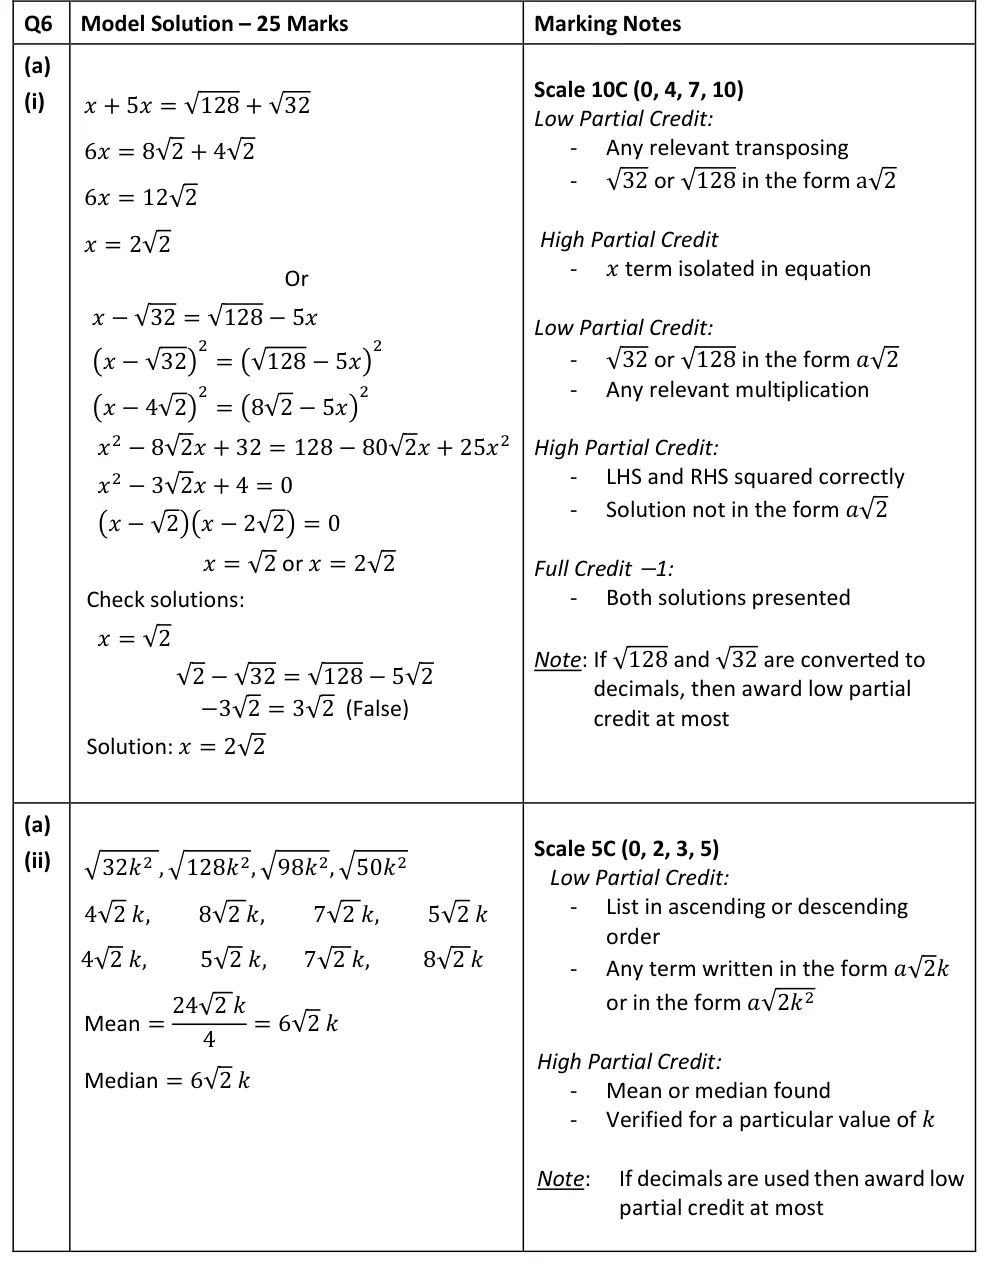 Q6 Model Solution – 25 Marks Marking Notes
(a)
(i)
x + 5x = √128 + √32
6x = 8√2 + 4√2
6x = 12√2
x = 2√2
Or
x − √32 = √128 − 5x
(x − √32)² = (√128 − 5x)²
(x − 4√2)² = (8√2 − 5x)²
x² − 8√2x + 32 = 128 − 80√2x + 25x²
x² − 3√2x + 4 = 0
(x − √2)(x − 2√2) = 0
x = √2 or x = 2√2
Check solutions:
x = √2
√2 − √32 = √128 − 5√2
−3√2 = 3√2 (False)
Solution: x = 2√2
Scale 10C (0, 4, 7, 10)
Low Partial Credit:
- Any relevant transposing
- √32 or √128 in the form a√2
High Partial Credit
- x term isolated in equation
Low Partial Credit:
- √32 or √128 in the form a√2
- Any relevant multiplication
High Partial Credit:
- LHS and RHS squared correctly
- Solution not in the form a√2
Full Credit −1:
- Both solutions presented
Note: If √128 and √32 are converted to
decimals, then award low partial
credit at most
(a)
(ii)
√32k² , √128k², √98k², √50k²
4√2 k, 8√2 k, 7√2 k, 5√2 k
4√2 k, 5√2 k, 7√2 k, 8√2 k
Mean = 24√2 k / 4 = 6√2 k
Median = 6√2 k
Scale 5C (0, 2, 3, 5)
Low Partial Credit:
- List in ascending or descending
order
- Any term written in the form a√2k
or in the form a√2k²
High Partial Credit:
- Mean or median found
- Verified for a particular value of k
Note: If decimals are used then award low
partial credit at most